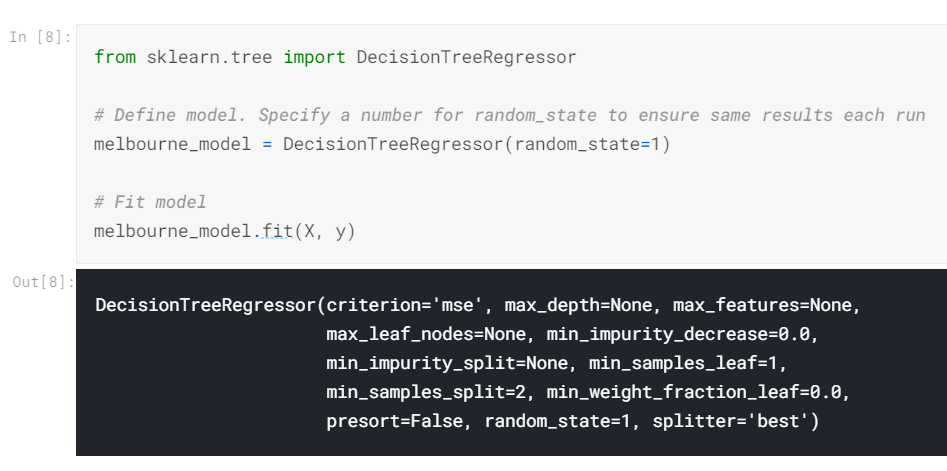 In [8]:
from sklearn.tree import DecisionTreeRegressor
# Define model. Specify a number for random_state to ensure same results each run
melbourne_model = DecisionTreeRegressor(random_state=1)
# Fit model
melbourne_model.fit(X, y)
Out[8]:
DecisionTreeRegressor(criterion='mse', max_depth=None, max_features=None,
max_leaf_nodes=None, min_impurity_decrease=0.0,
min_impurity_split=None, min_samples_leaf=1,
min_samples_split=2, min_weight_fraction_leaf=0.0,
presort=False, random_state=1, splitter='best')